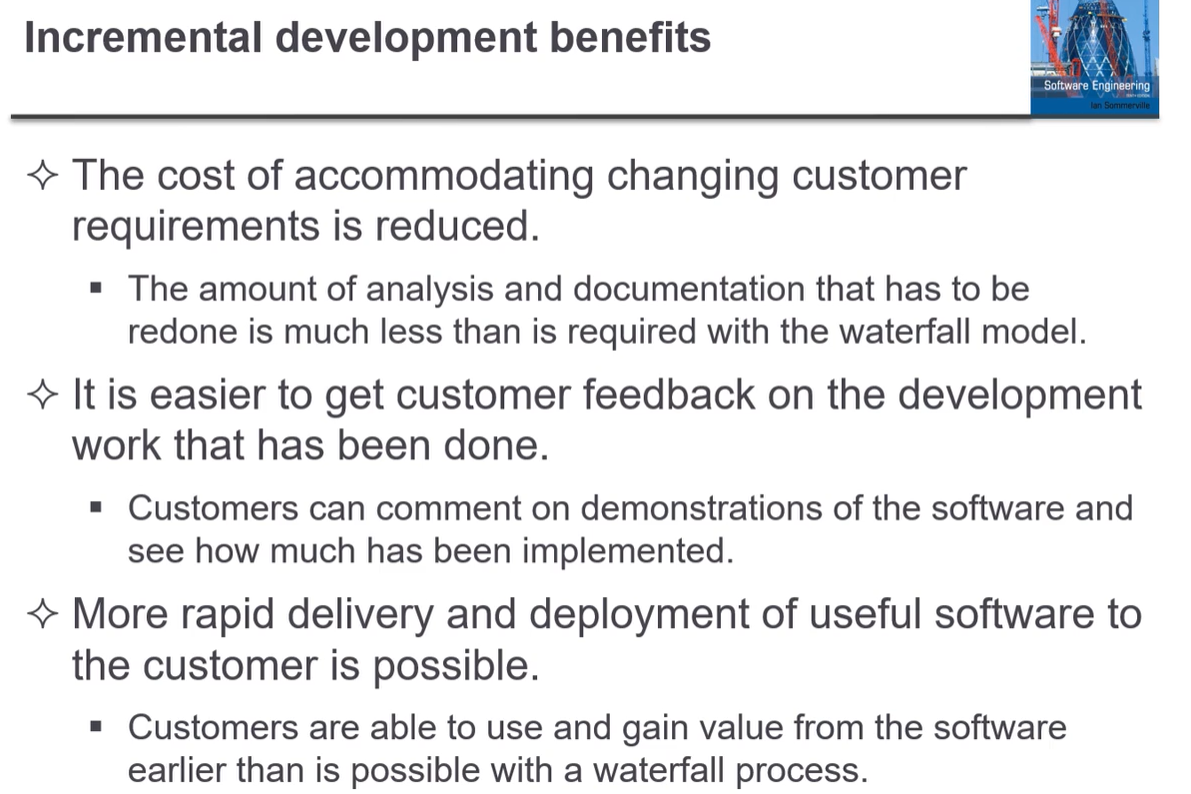 Incremental development benefits
Software Engineering
Ian Sommerville
✧ The cost of accommodating changing customer
requirements is reduced.
▪ The amount of analysis and documentation that has to be
redone is much less than is required with the waterfall model.
✧ It is easier to get customer feedback on the development
work that has been done.
▪ Customers can comment on demonstrations of the software and
see how much has been implemented.
✧ More rapid delivery and deployment of useful software to
the customer is possible.
▪ Customers are able to use and gain value from the software
earlier than is possible with a waterfall process.